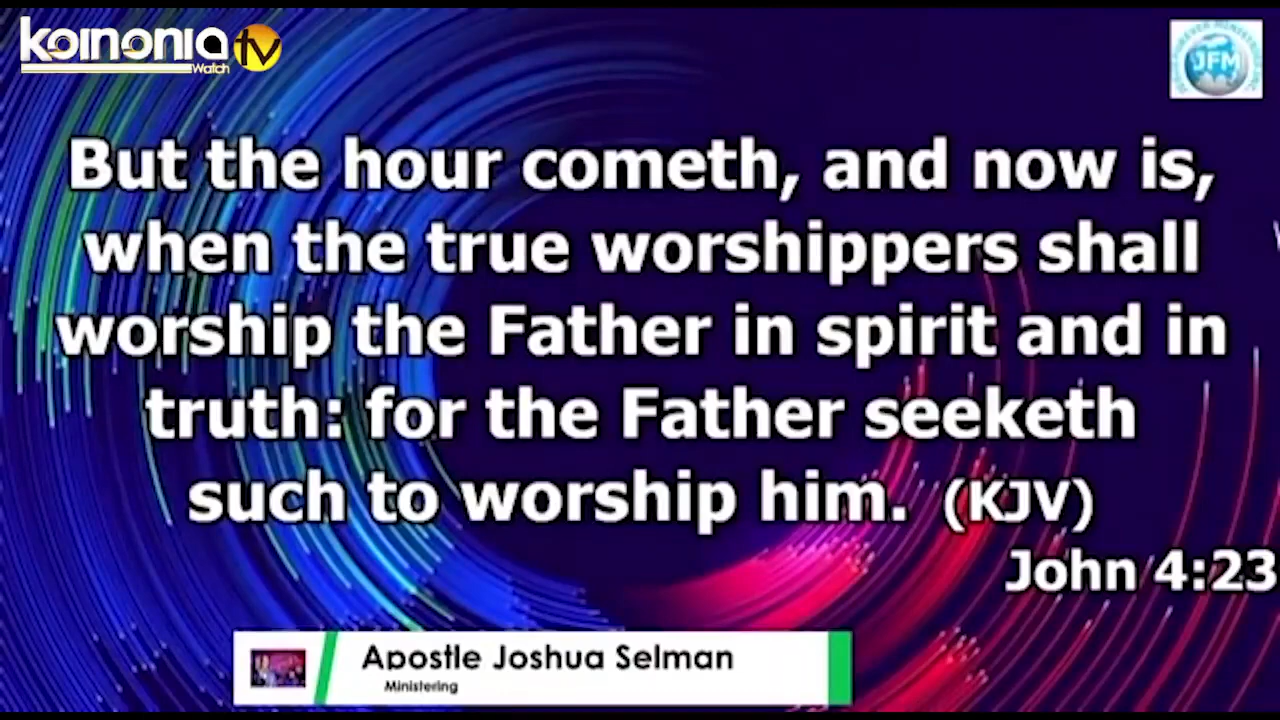 koinonia tv
Watch
JFM
But the hour cometh, and now is,
when the true worshippers shall
worship the Father in spirit and in
truth: for the Father seeketh
such to worship him. (KJV)
John 4:23
Apostle Joshua Selman
Ministering